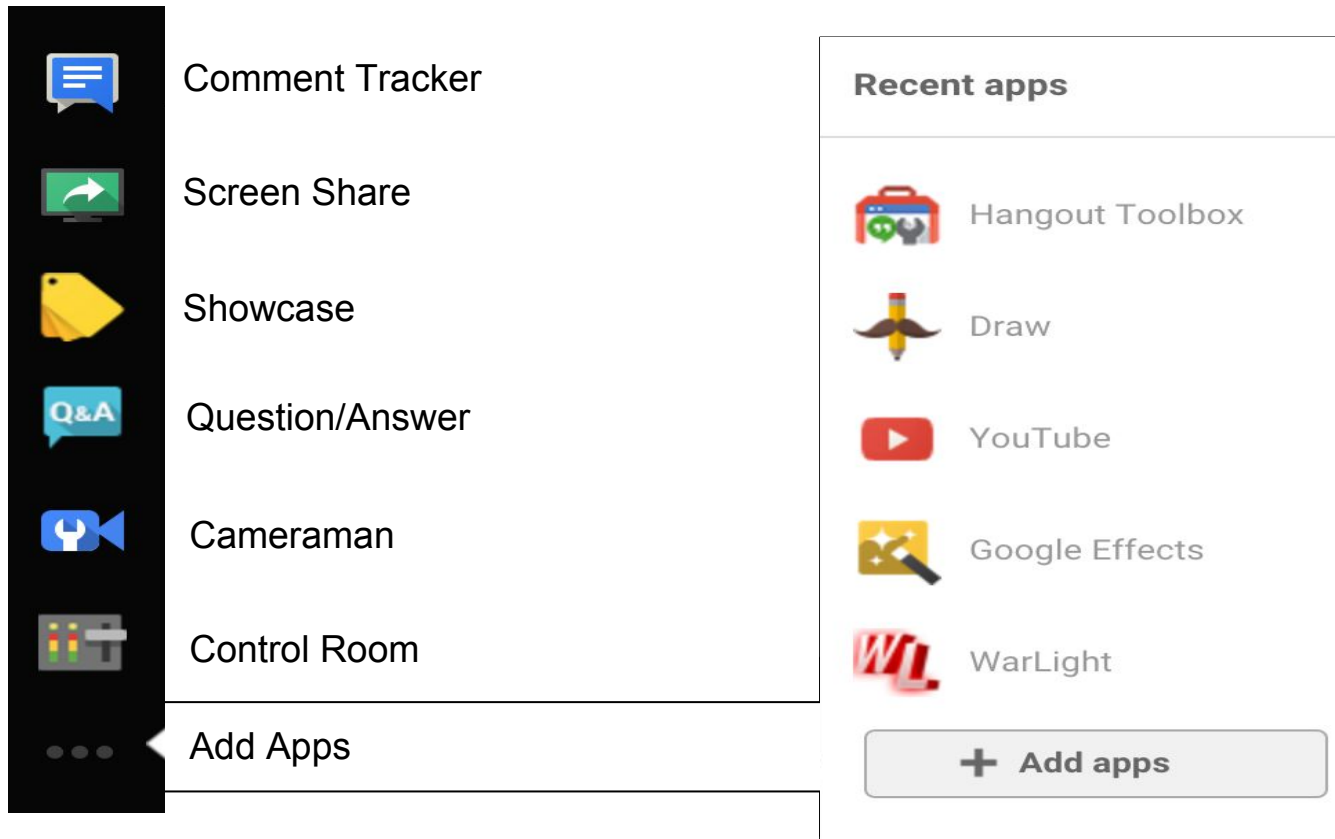 Comment Tracker
Screen Share
Showcase
Q&A
Question/Answer
Cameraman
Control Room
Add Apps
Recent apps
Hangout Toolbox
Draw
YouTube
Google Effects
WL.
WarLight
+ Add apps